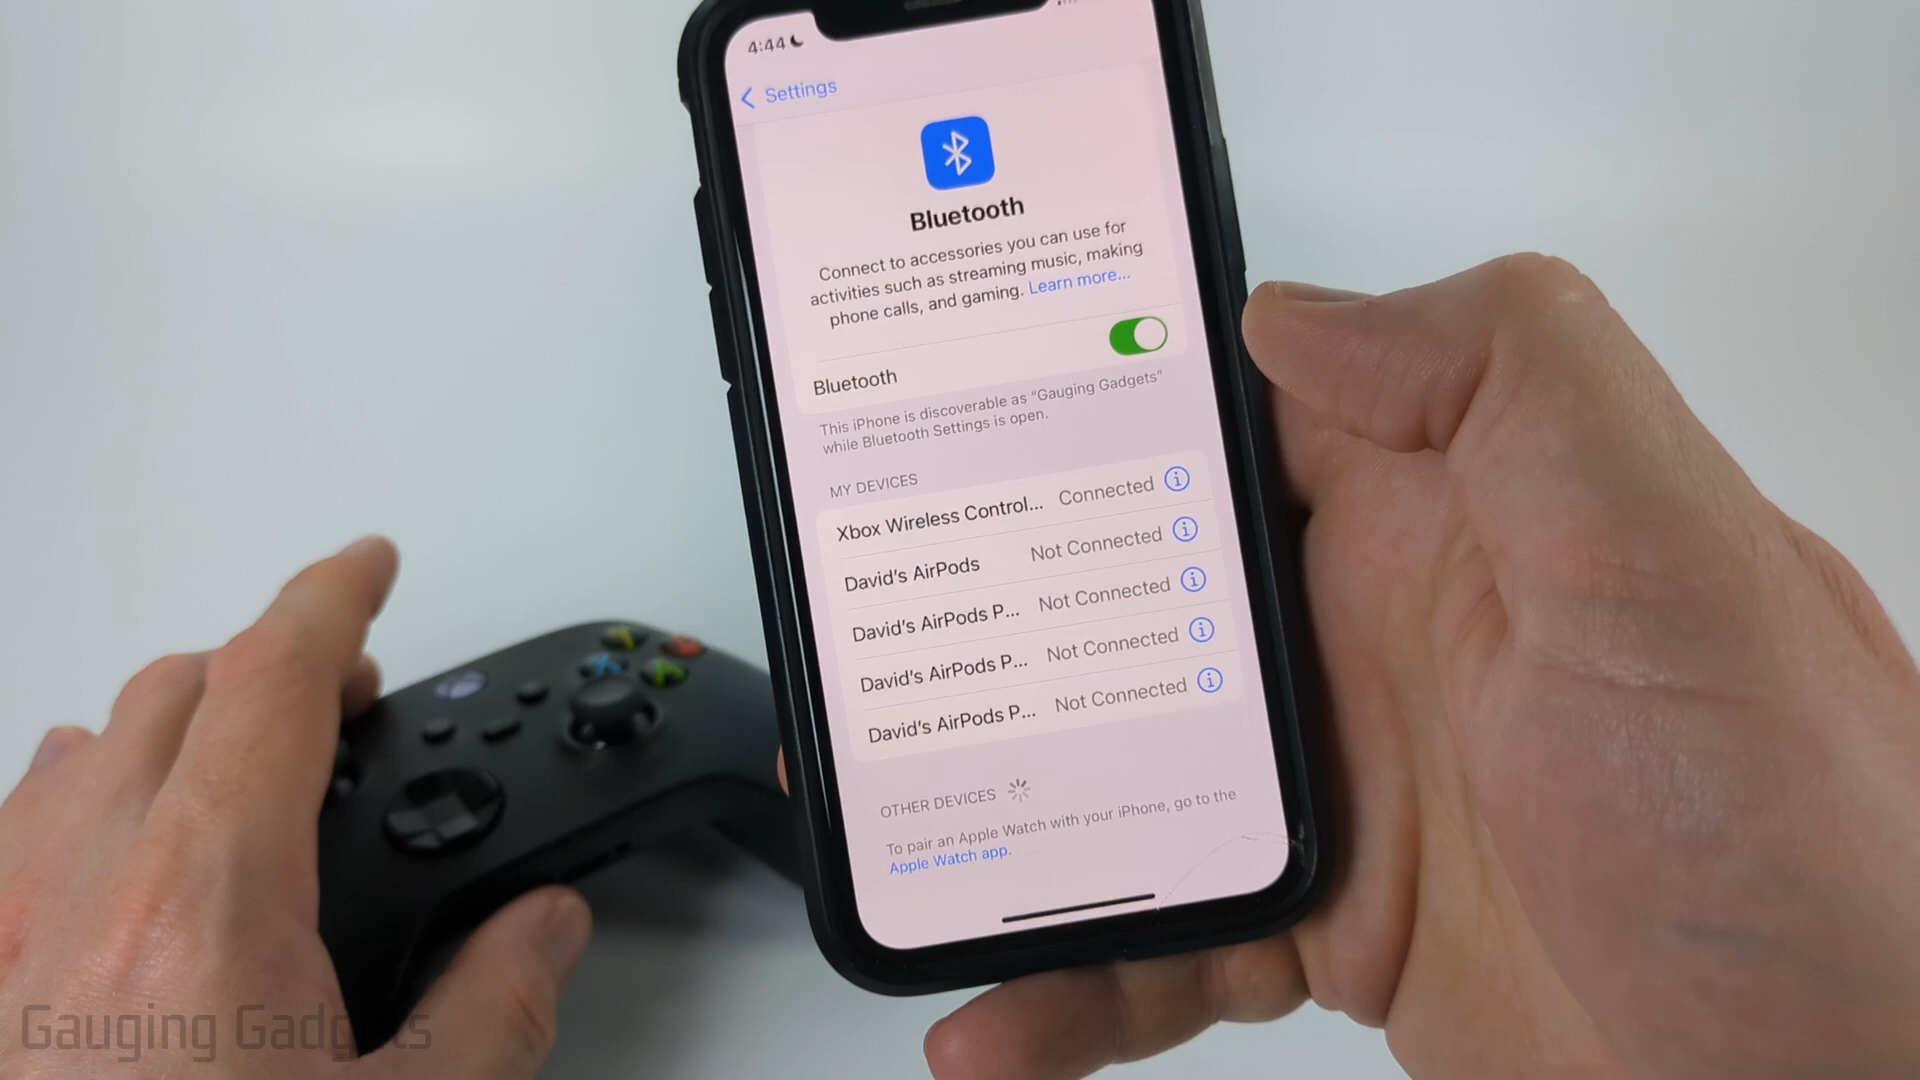 4:44
Settings
Bluetooth
Connect to accessories you can use for
activities such as streaming music, making
phone calls, and gaming. Learn more...
Bluetooth
This iPhone is discoverable as “Gauging Gadgets”
while Bluetooth Settings is open.
MY DEVICES
Xbox Wireless Control... Connected
David's AirPods Not Connected
David's AirPods P... Not Connected
David's AirPods P... Not Connected
David's AirPods P... Not Connected
OTHER DEVICES
To pair an Apple Watch with your iPhone, go to the
Apple Watch app.
Y
X
A
Gauging Gadgets